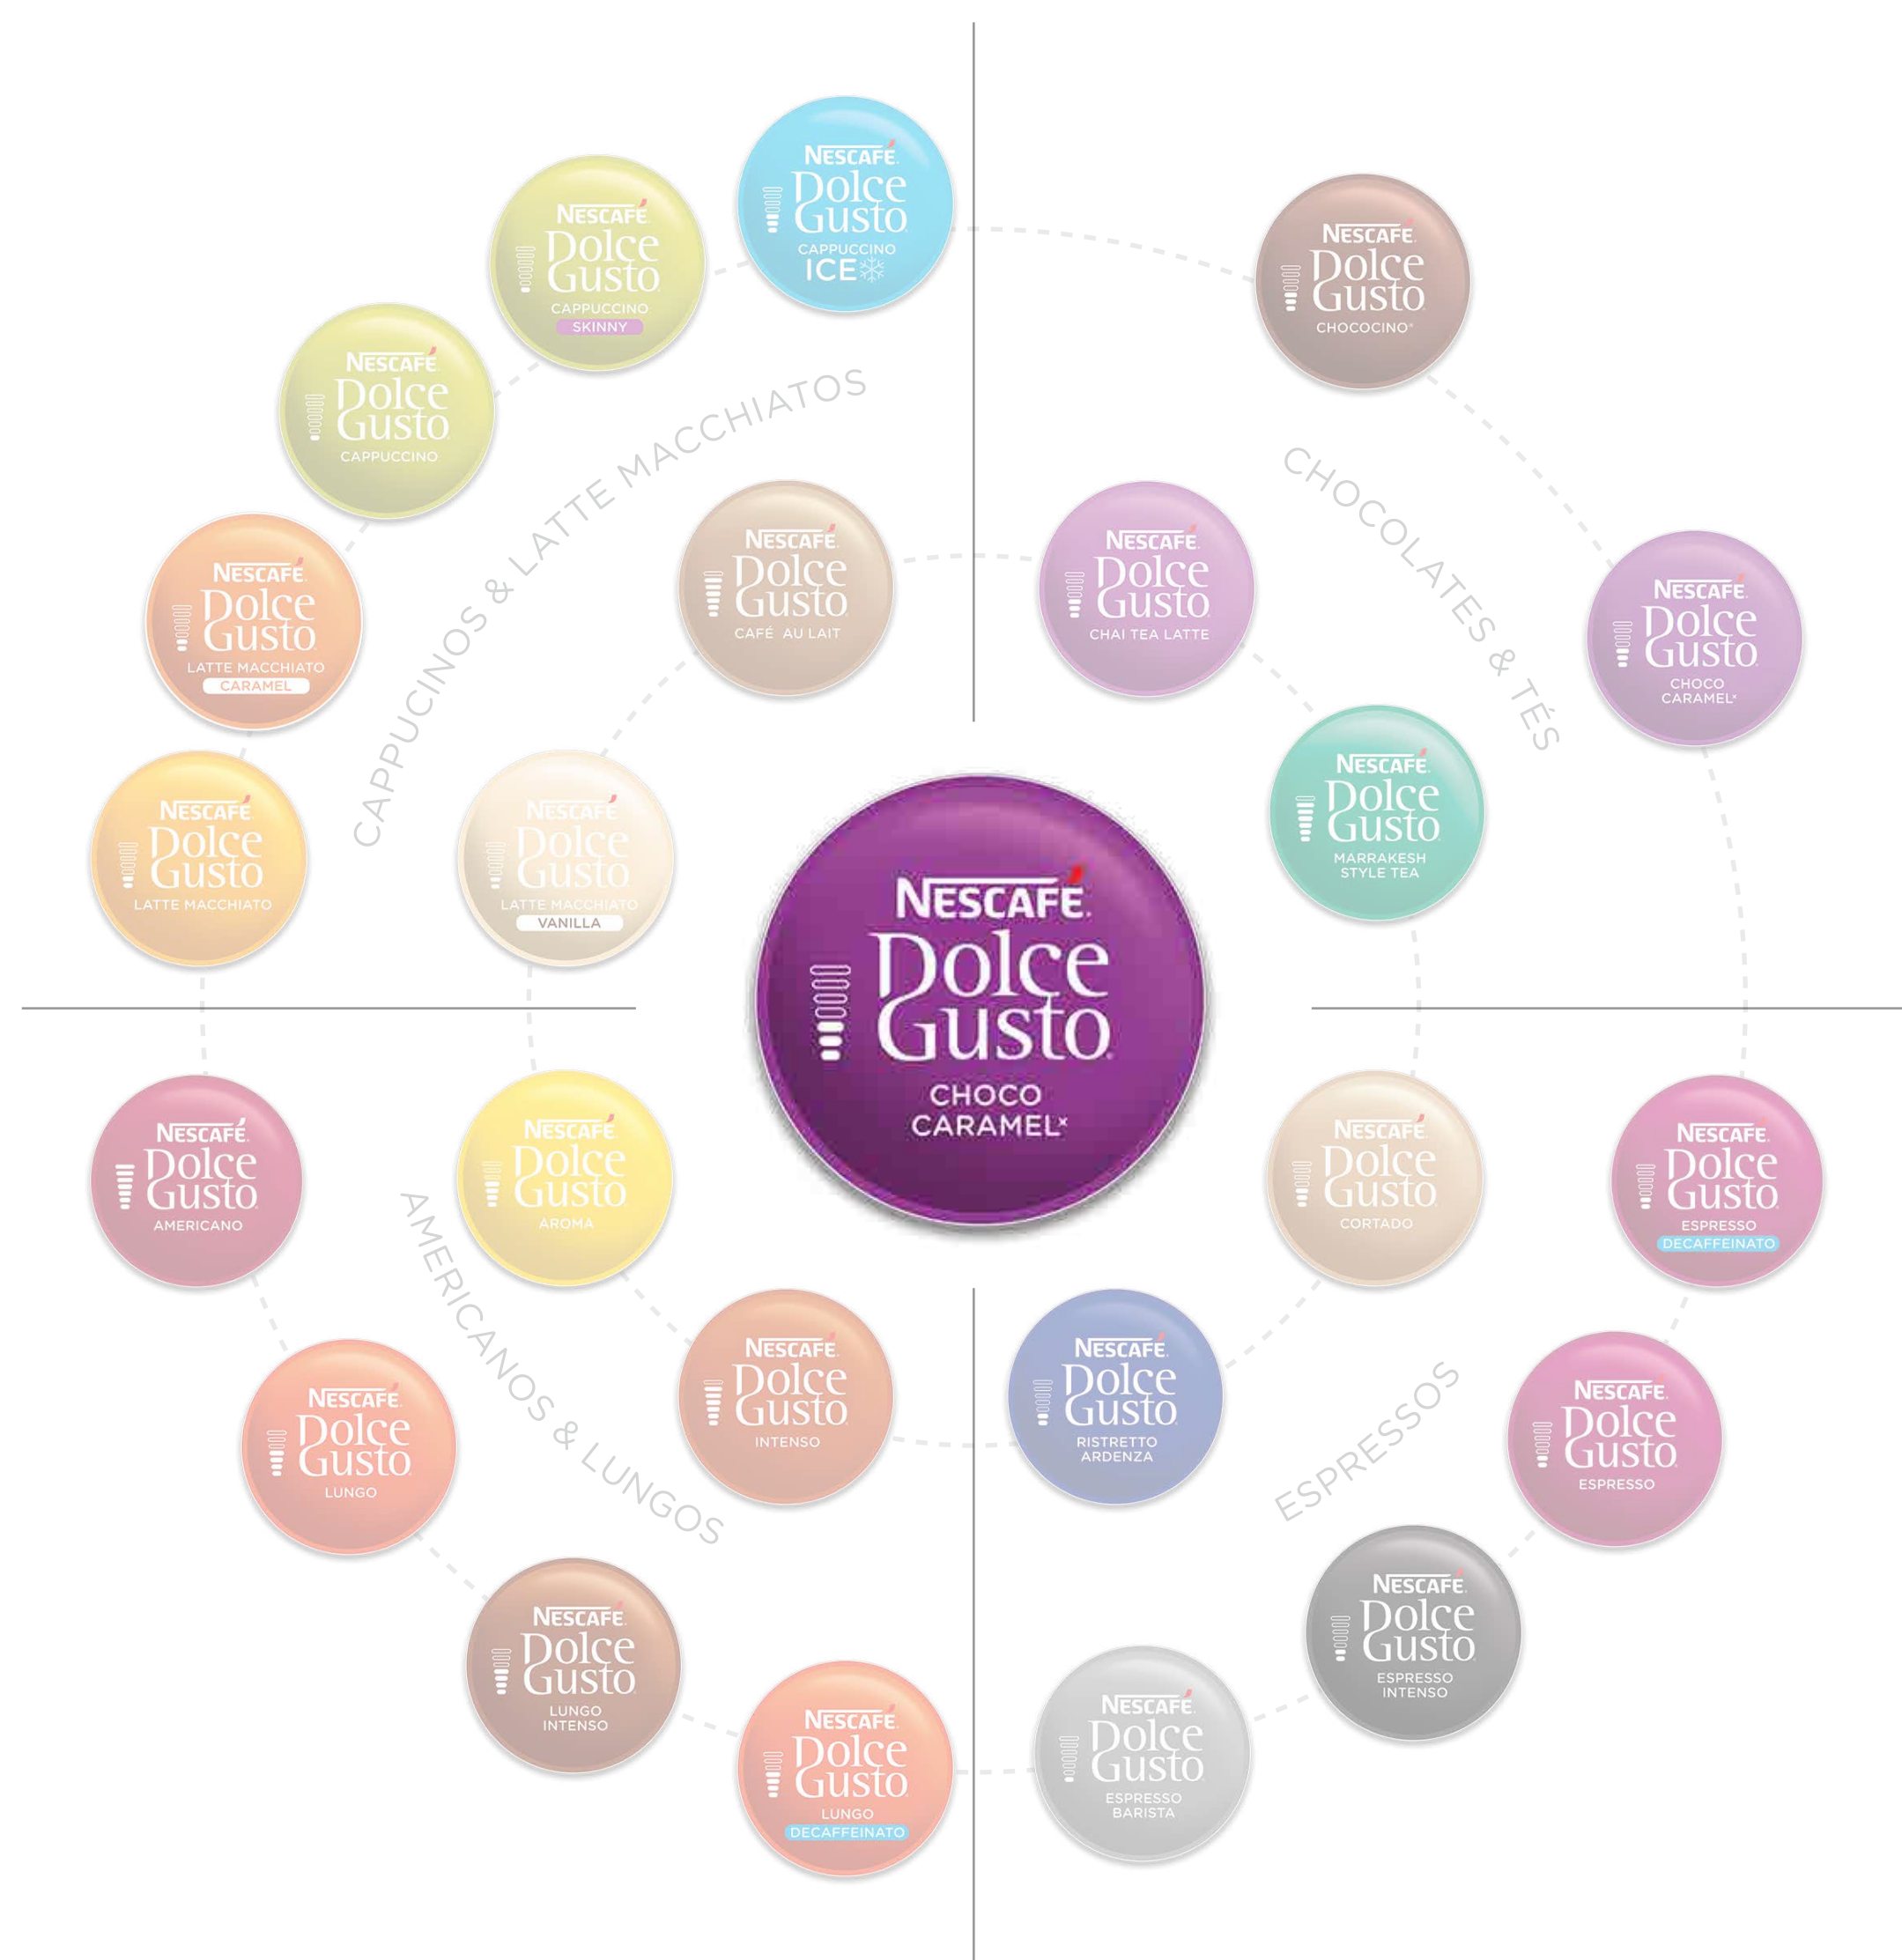 NESCAFÉ
Dolce
Gusto
CAPPUCCINO
ICE
NESCAFÉ
Dolce
Gusto
CAPPUCCINO
SKINNY
NESCAFÉ
Dolce
Gusto
CAPPUCCINO
NESCAFÉ
Dolce
Gusto
LATTE MACCHIATO
CARAMEL
NESCAFÉ
Dolce
Gusto
LATTE MACCHIATO
CAPPUCINOS & LATTE MACCHIATOS
NESCAFÉ
Dolce
Gusto
CAFÉ AU LAIT
NESCAFÉ
Dolce
Gusto
LATTE MACCHIATO
VANILLA
NESCAFÉ
Dolce
Gusto
CHOCOCINO®
NESCAFÉ
Dolce
Gusto
CHOCO
CARAMEL*
CHOCOLATES & TÉS
NESCAFÉ
Dolce
Gusto
CHAI TEA LATTE
NESCAFÉ
Dolce
Gusto
MARRAKESH
STYLE TEA
NESCAFÉ
Dolce
Gusto
CHOCO
CARAMEL*
NESCAFÉ
Dolce
Gusto
AMERICANO
NESCAFÉ
Dolce
Gusto
AROMA
NESCAFÉ
Dolce
Gusto
INTENSO
AMERICANOS & LUNGOS
NESCAFÉ
Dolce
Gusto
LUNGO
NESCAFÉ
Dolce
Gusto
LUNGO
INTENSO
NESCAFÉ
Dolce
Gusto
LUNGO
DECAFFEINATO
NESCAFÉ
Dolce
Gusto
CORTADO
NESCAFÉ
Dolce
Gusto
ESPRESSO
DECAFFEINATO
NESCAFÉ
Dolce
Gusto
RISTRETTO
ARDENZA
ESPRESSOS
NESCAFÉ
Dolce
Gusto
ESPRESSO
NESCAFÉ
Dolce
Gusto
ESPRESSO
INTENSO
NESCAFÉ
Dolce
Gusto
ESPRESSO
BARISTA